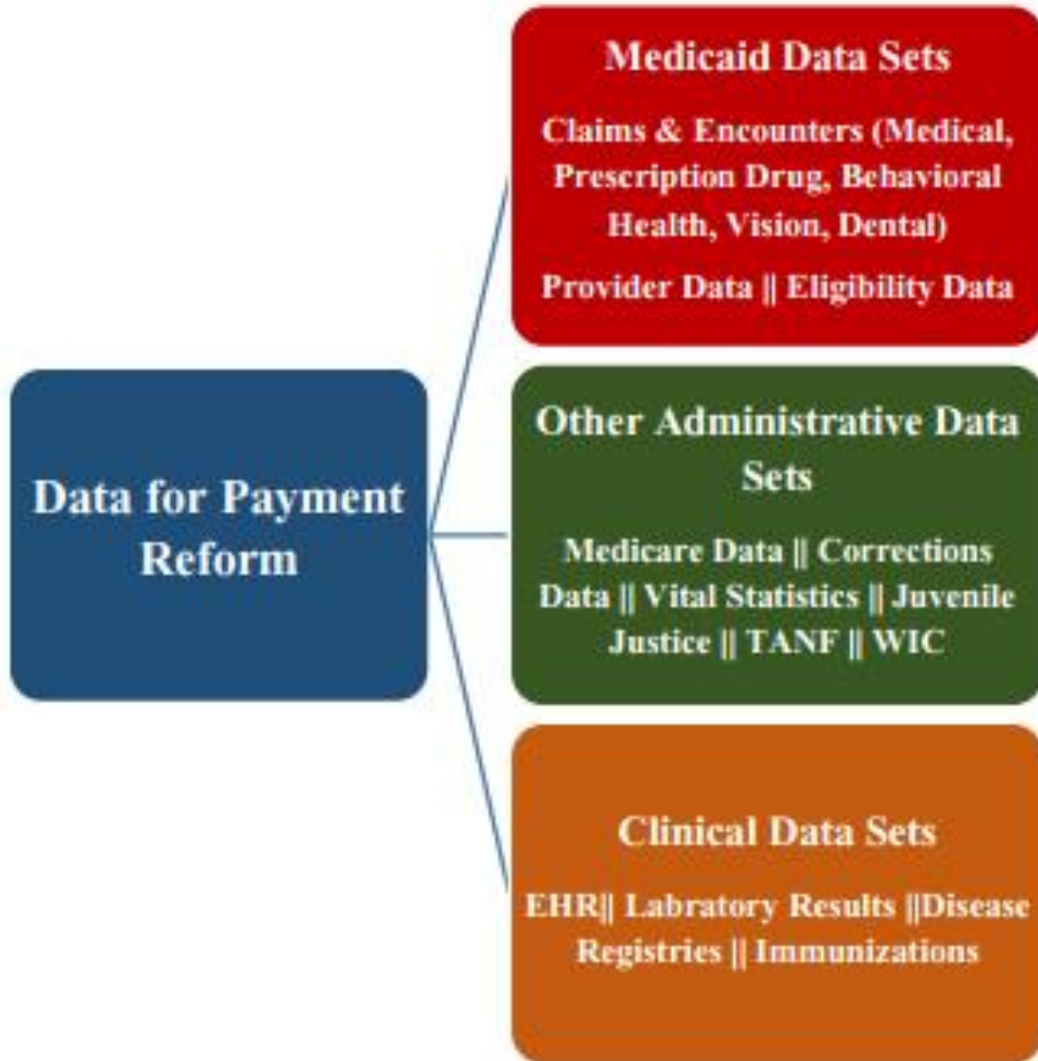 Medicaid Data Sets
Claims & Encounters (Medical,
Prescription Drug, Behavioral
Health, Vision, Dental)
Provider Data || Eligibility Data
Data for Payment
Reform
Other Administrative Data
Sets
Medicare Data || Corrections
Data || Vital Statistics || Juvenile
Justice || TANF || WIC
Clinical Data Sets
EHR|| Labratory Results ||Disease
Registries || Immunizations